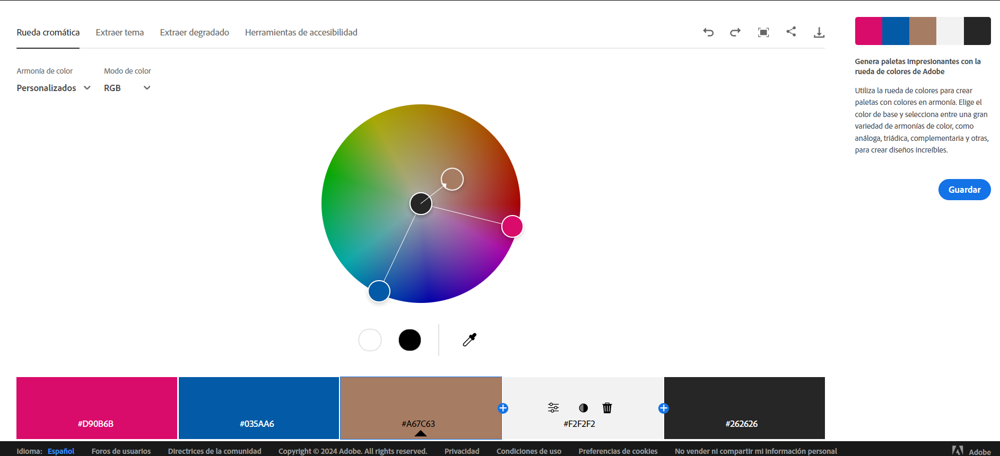 Rueda cromática Extraer tema Extraer degradado Herramientas de accesibilidad
Armonía de color Modo de color
Personalizados RGB
Genera paletas impresionantes con la
rueda de colores de Adobe
Utiliza la rueda de colores para crear
paletas con colores en armonía. Elige el
color de base y selecciona entre una gran
variedad de armonías de color, como
análoga, triádica, complementaria y otras,
para crear diseños increíbles.
Guardar
#D90B6B #035AA6 #A67C63 #F2F2F2 #262626
Idioma: Español Foros de usuarios Directrices de la comunidad Copyright © 2024 Adobe. All rights reserved. Privacidad Condiciones de uso Preferencias de cookies No vender ni compartir mi información personal Adobe